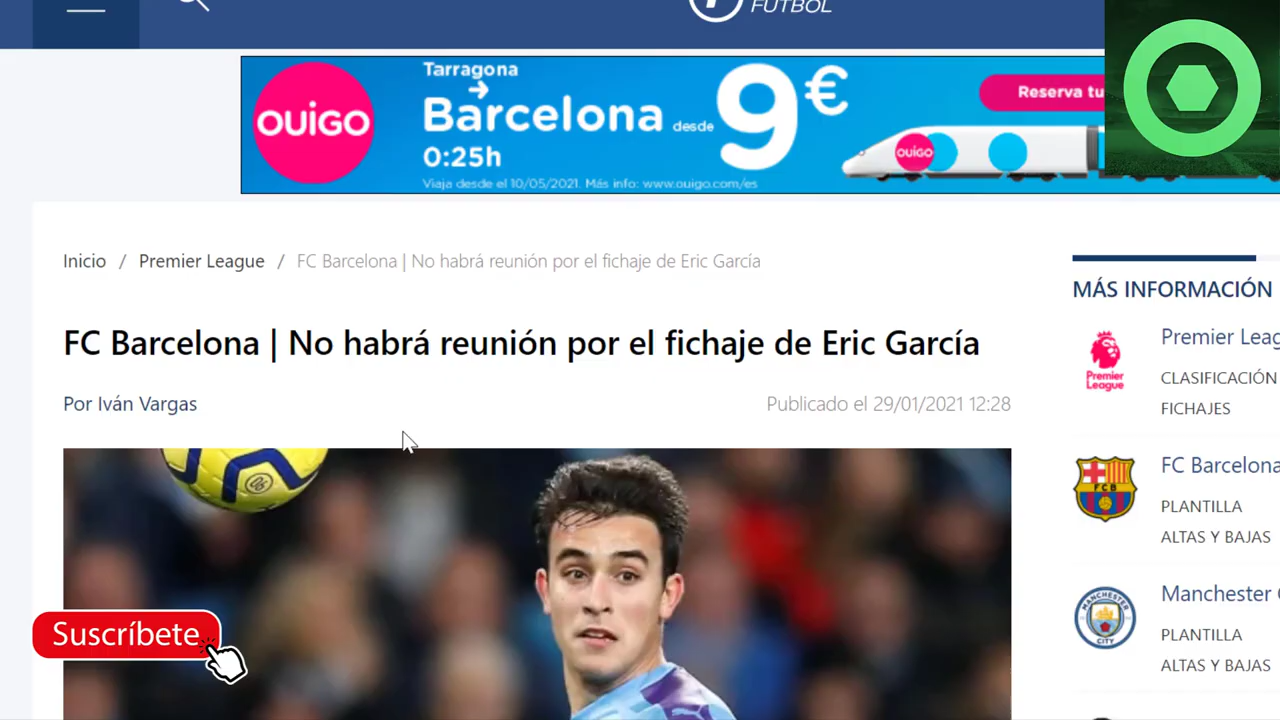 FUTBOL
Tarragona
OUIGO
Barcelona desde 9€
0:25h
Viaja desde el 10/05/2021. Más info: www.ouigo.com/es
Reserva tu
OUIGO
Inicio / Premier League / FC Barcelona | No habrá reunión por el fichaje de Eric García
FC Barcelona | No habrá reunión por el fichaje de Eric García
Por Iván Vargas
Publicado el 29/01/2021 12:28
Suscríbete
MÁS INFORMACIÓN
Premier Leag
CLASIFICACIÓN
FICHAJES
Premier
League
FC Barcelona
PLANTILLA
ALTAS Y BAJAS
FCB
Manchester C
PLANTILLA
ALTAS Y BAJAS
MANCHESTER
CITY